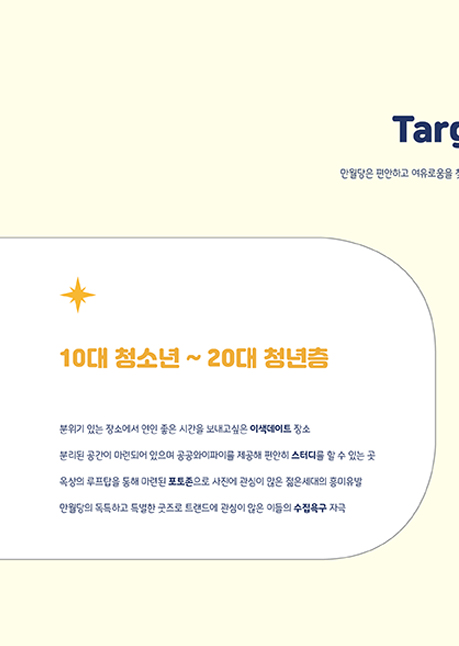 Targ
만월당은 편안하고 여유로움을
10대 청소년 ~ 20대 청년층
분위기 있는 장소에서 연인 좋은 시간을 보내고싶은 이색데이트 장소
분리된 공간이 마련되어 있으며 공공와이파이를 제공해 편안히 스터디를 할 수 있는 곳
옥상의 루프탑을 통해 마련된 포토존으로 사진에 관심이 많은 젊은세대의 흥미유발
만월당의 독특하고 특별한 굿즈로 트랜드에 관심이 많은 이들의 수집욕구 자극